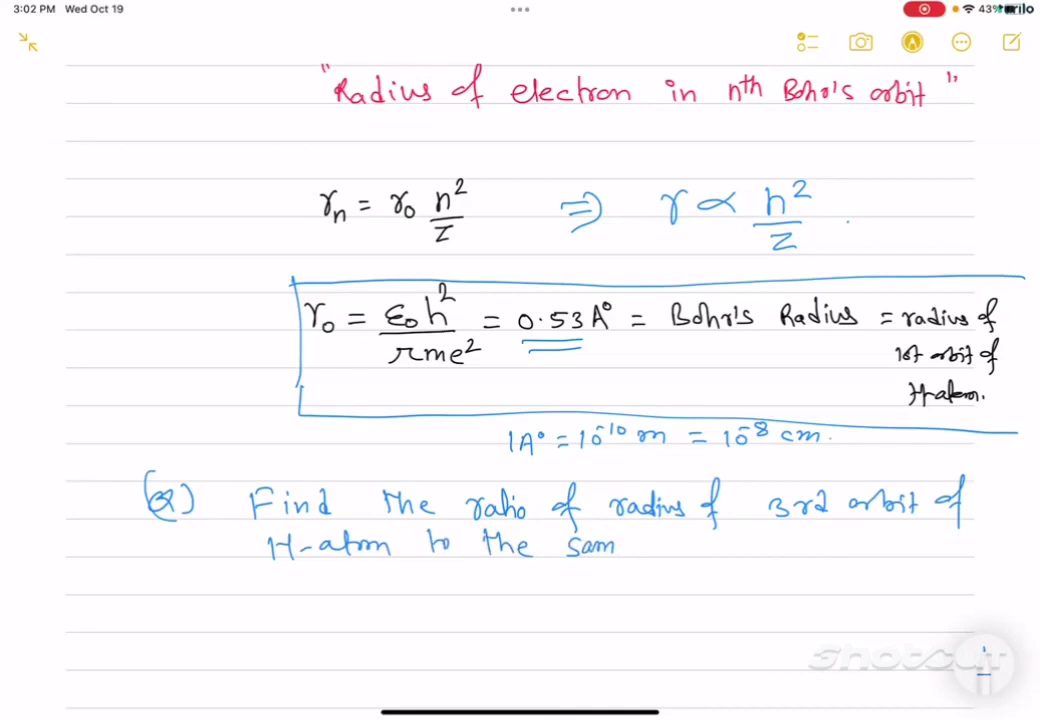 3:02 PM Wed Oct 19
43%
"Radius of electron in nth Bohr's orbit"
rn = r0 n²/Z ⇒ r ∝ n²/Z
r0 = ε0h²/πme² = 0.53 A° = Bohr's Radius = radius of
1st orbit of
H-atom.
1A° = 10⁻¹⁰ m = 10⁻⁸ cm.
(Q) Find the ratio of radius of 3rd orbit of
H-atom to the sam
shotcut